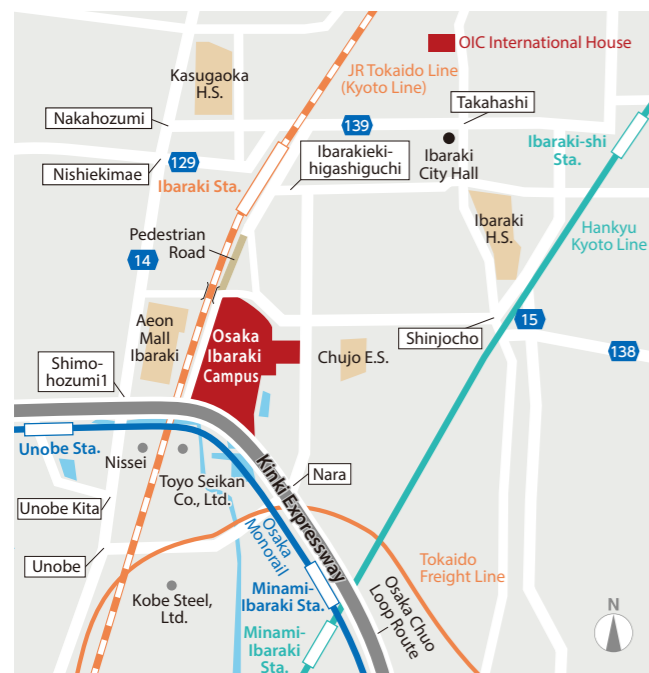 OIC International House
Kasugaoka
H.S.
JR Tokaido Line
(Kyoto Line)
Nakahozumi
Takahashi
139
Ibaraki-shi
Sta.
129
Nishiekimae
Ibaraki Sta.
Ibarakieki-
higashiguchi
Ibaraki
City Hall
Pedestrian
Road
Ibaraki
H.S.
Hankyu
Kyoto Line
14
Aeon
Mall
Ibaraki
Osaka
Ibaraki
Campus
Chujo E.S.
Shinjocho
15
138
Shimo-
hozumi1
Unobe Sta.
Nissei
Toyo Seikan
Co., Ltd.
Kinki Expressway
Nara
Unobe Kita
Osaka
Monorail
Unobe
Tokaido
Freight Line
Kobe Steel,
Ltd.
Minami-
Ibaraki Sta.
Osaka Chuo
Loop Route
Minami-
Ibaraki
Sta.
N